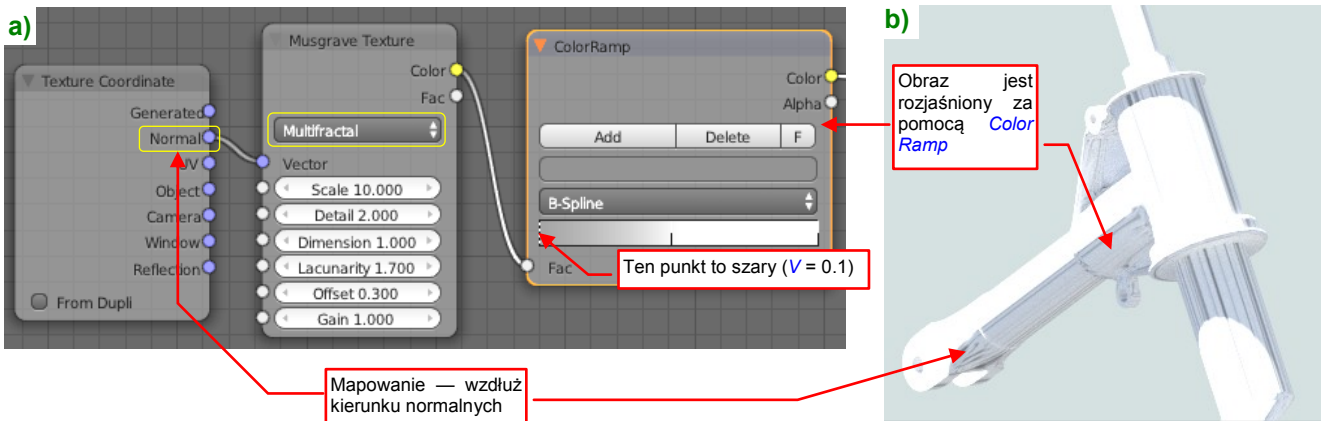 a)
Texture Coordinate
Generated
Normal
UV
Object
Camera
Window
Reflection
From Dupli
Musgrave Texture
Color
Fac
Multifractal
Vector
Scale 10.000
Detail 2.000
Dimension 1.000
Lacunarity 1.700
Offset 0.300
Gain 1.000
ColorRamp
Color
Alpha
Add Delete F
B-Spline
Fac
Ten punkt to szary (V = 0.1)
Mapowanie — wzdłuż
kierunku normalnych
b)
Obraz jest
rozjaśniony za
pomocą Color
Ramp